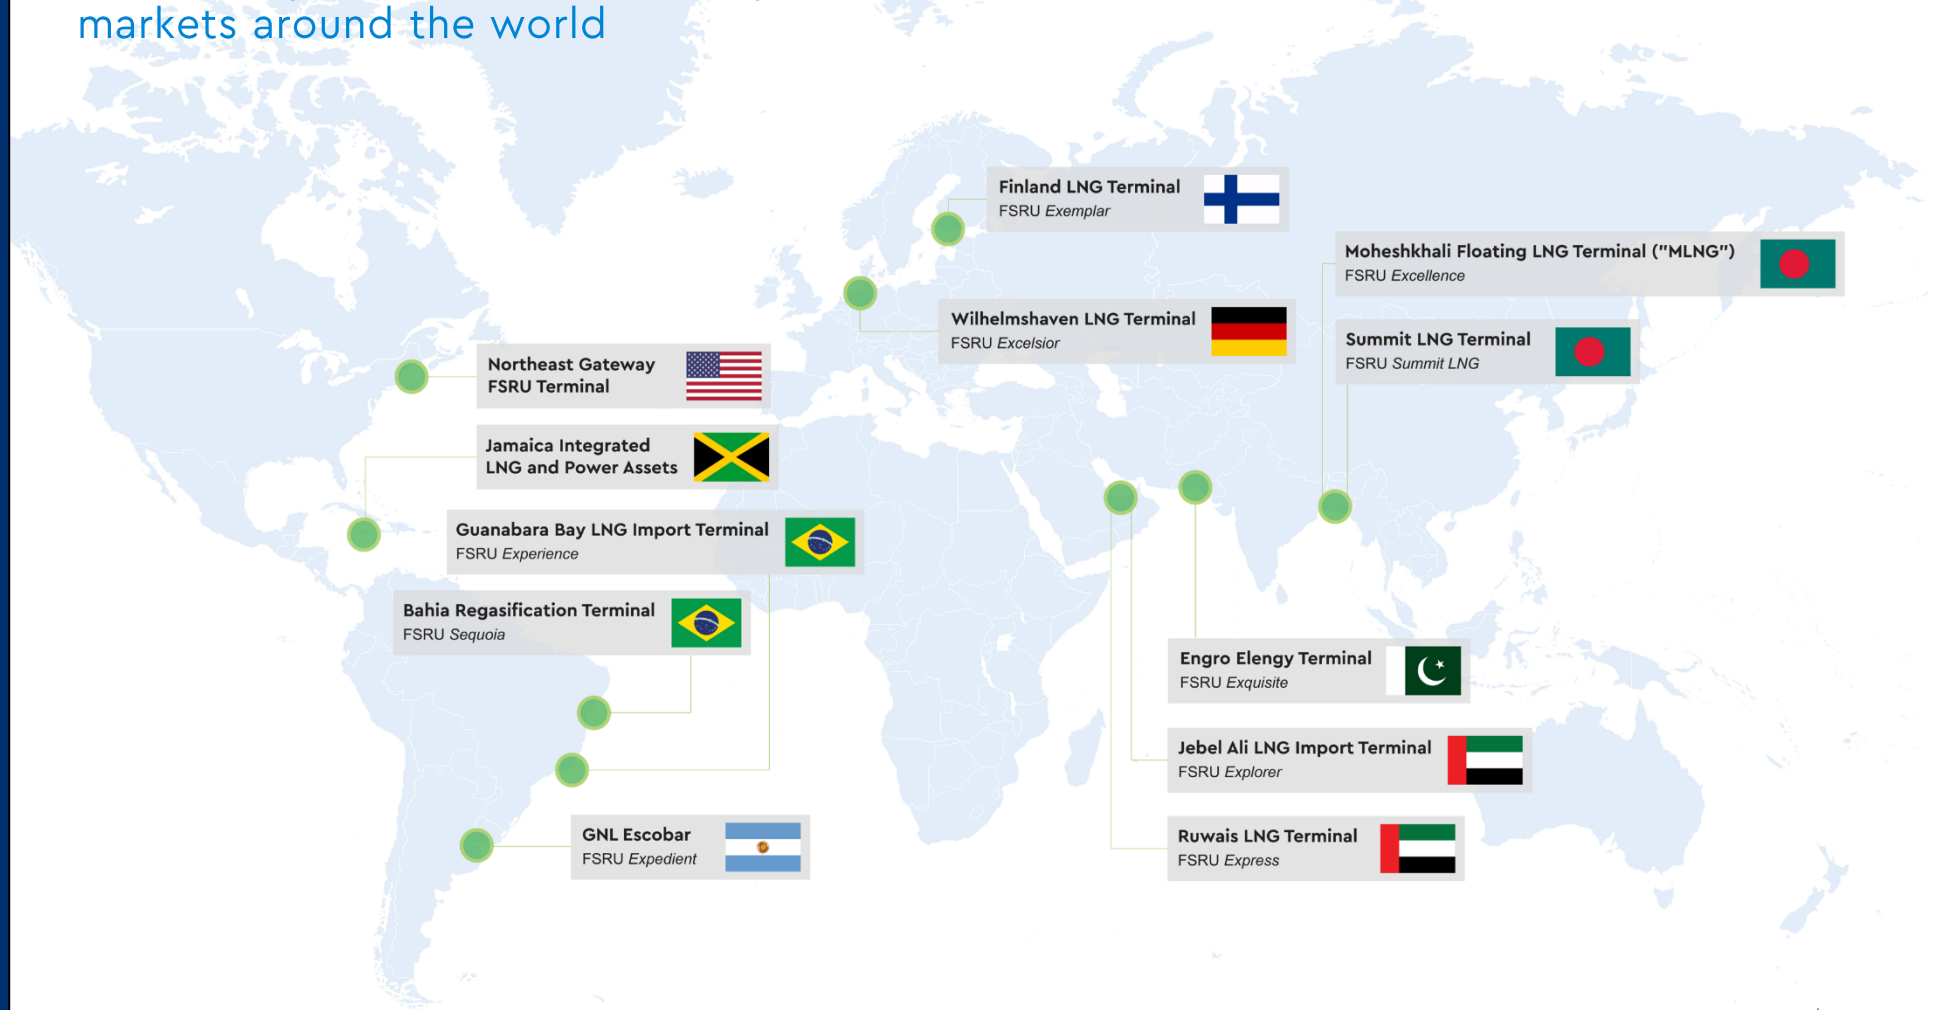 markets around the world
Finland LNG Terminal
FSRU Exemplar
Moheshkhali Floating LNG Terminal ("MLNG")
FSRU Excellence
Wilhelmshaven LNG Terminal
FSRU Excelsior
Summit LNG Terminal
FSRU Summit LNG
Northeast Gateway
FSRU Terminal
Jamaica Integrated
LNG and Power Assets
Guanabara Bay LNG Import Terminal
FSRU Experience
Bahia Regasification Terminal
FSRU Sequoia
Engro Elengy Terminal
FSRU Exquisite
Jebel Ali LNG Import Terminal
FSRU Explorer
GNL Escobar
FSRU Expedient
Ruwais LNG Terminal
FSRU Express